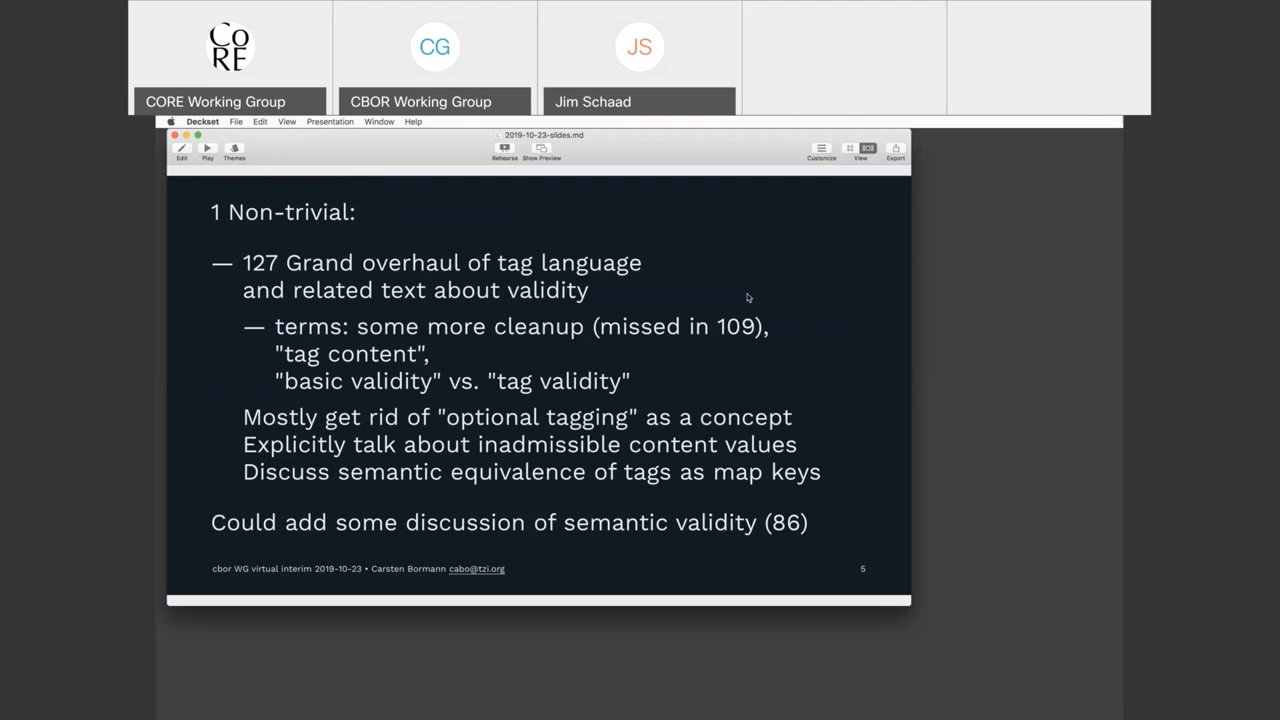 CORE
CG
JS
CORE Working Group
CBOR Working Group
Jim Schaad
Deckset File Edit View Presentation Window Help
2019-10-23-slides.md
Edit Play Themes Rehearse Show Preview Customize View Export
1 Non-trivial:
— 127 Grand overhaul of tag language
and related text about validity
— terms: some more cleanup (missed in 109),
"tag content",
"basic validity" vs. "tag validity"
Mostly get rid of "optional tagging" as a concept
Explicitly talk about inadmissible content values
Discuss semantic equivalence of tags as map keys
Could add some discussion of semantic validity (86)
cbor WG virtual interim 2019-10-23 • Carsten Bormann cabo@tzi.org 5